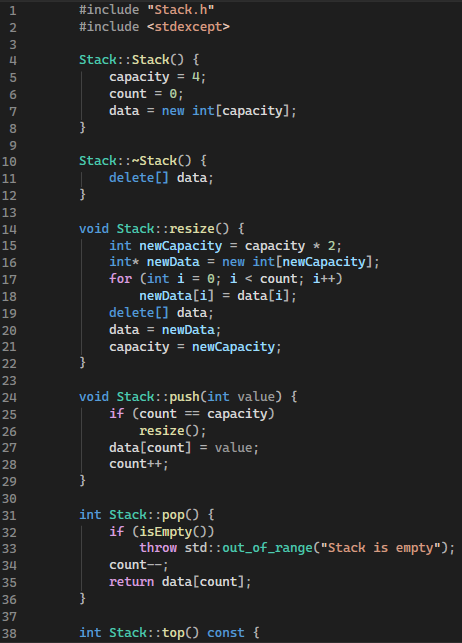 1 #include "Stack.h"
2 #include <stdexcept>
3
4 Stack::Stack() {
5     capacity = 4;
6     count = 0;
7     data = new int[capacity];
8 }
9
10 Stack::~Stack() {
11     delete[] data;
12 }
13
14 void Stack::resize() {
15     int newCapacity = capacity * 2;
16     int* newData = new int[newCapacity];
17     for (int i = 0; i < count; i++)
18         newData[i] = data[i];
19     delete[] data;
20     data = newData;
21     capacity = newCapacity;
22 }
23
24 void Stack::push(int value) {
25     if (count == capacity)
26         resize();
27     data[count] = value;
28     count++;
29 }
30
31 int Stack::pop() {
32     if (isEmpty())
33         throw std::out_of_range("Stack is empty");
34     count--;
35     return data[count];
36 }
37
38 int Stack::top() const {